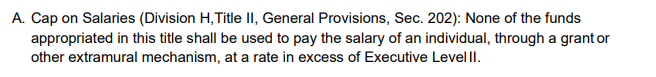 A. Cap on Salaries (Division H,Title II, General Provisions, Sec. 202): None of the funds
appropriated in this title shall be used to pay the salary of an individual, through a grant or
other extramural mechanism, at a rate in excess of Executive Level II.